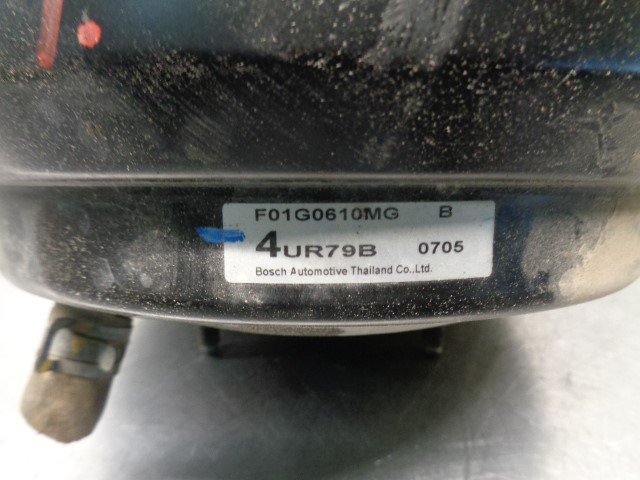 F01G0610MG B
4UR79B 0705
Bosch Automotive Thailand Co.,Ltd.